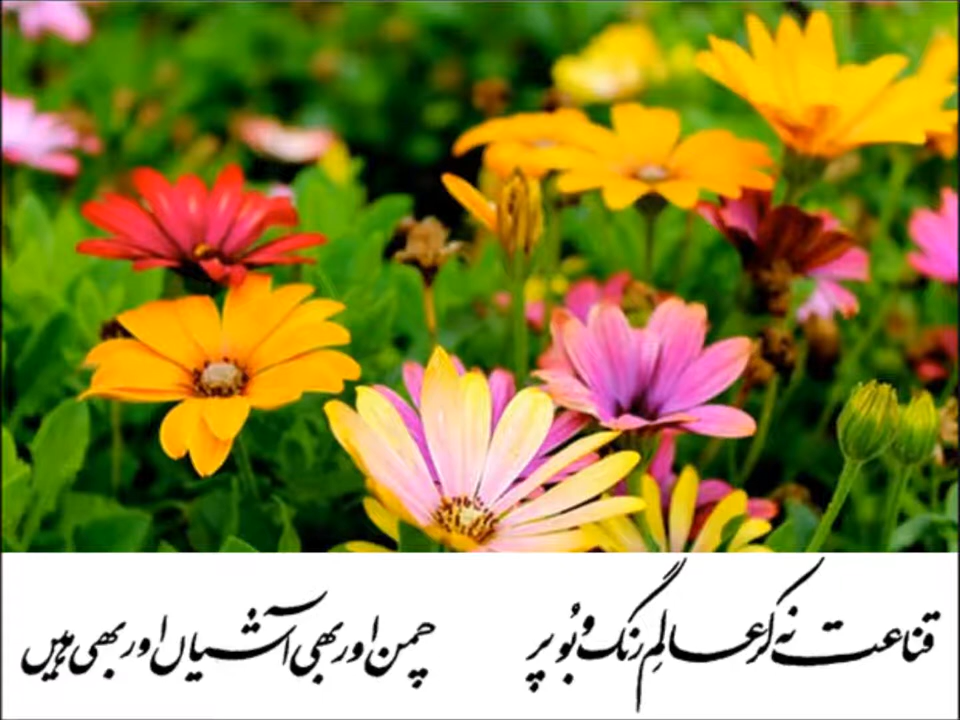 قناعت نہ کر عالمِ رنگ و بُو پر چمن اور بھی آشیاں اور بھی ہیں